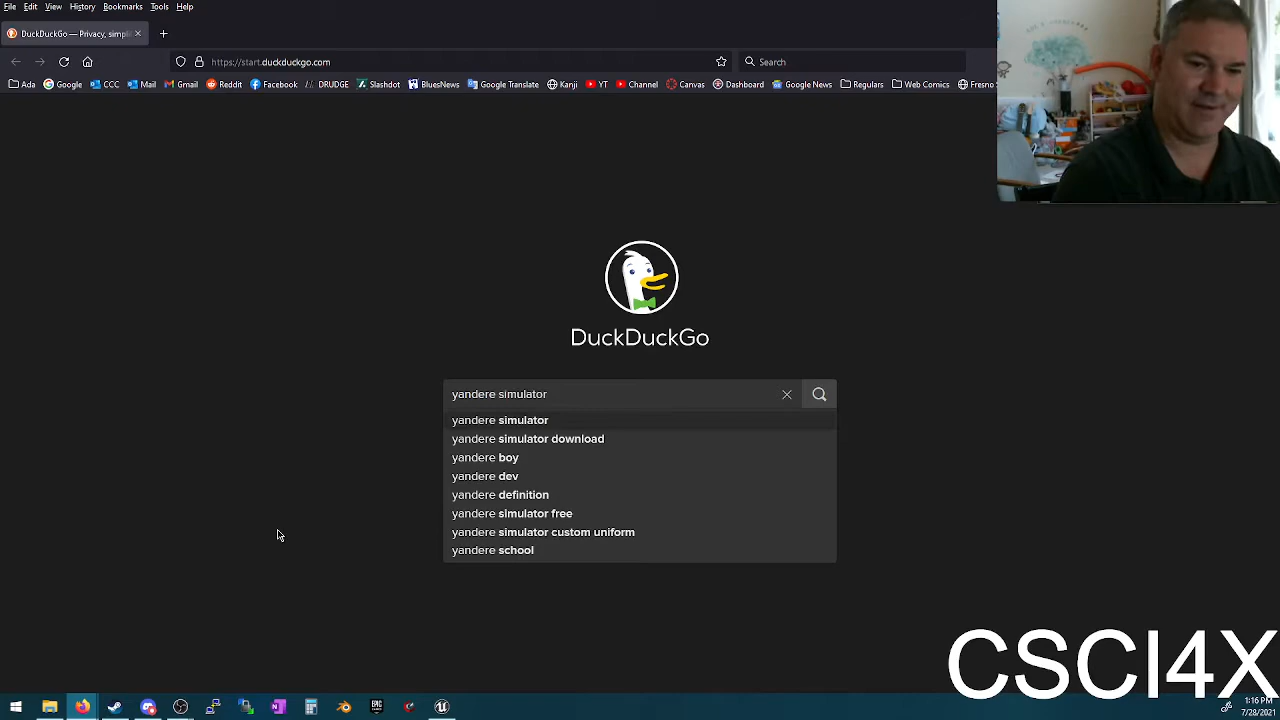 File Edit View History Bookmarks Tools Help
DuckDuckGo — Privacy, simpli
https://start.duckduckgo.com
Search
Ada Google CCC Mail Gmail Reddit Facebook DRUDGE Slashdot BluesNews Google Translate Kanji YT Channel Canvas Dashboard Google News Regulars Web Comics Fresno S
DuckDuckGo
yandere simulator
yandere simulator
yandere simulator download
yandere boy
yandere dev
yandere definition
yandere simulator free
yandere simulator custom uniform
yandere school
CSCI4X
1:16 PM
7/28/2021